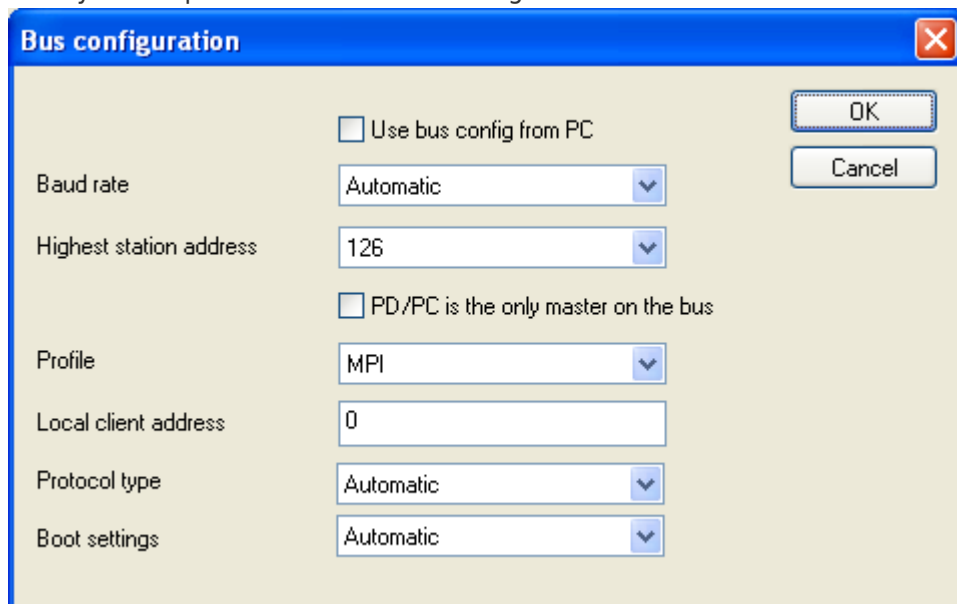 Bus configuration
Use bus config from PC
OK
Baud rate
Automatic
Cancel
Highest station address
126
PD/PC is the only master on the bus
Profile
MPI
Local client address
0
Protocol type
Automatic
Boot settings
Automatic